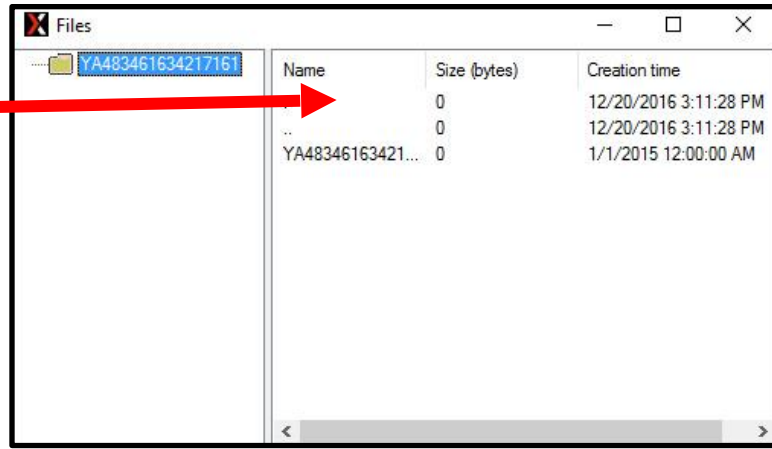 Files
YA483461634217161
Name Size (bytes) Creation time
. 0 12/20/2016 3:11:28 PM
.. 0 12/20/2016 3:11:28 PM
YA48346163421... 0 1/1/2015 12:00:00 AM